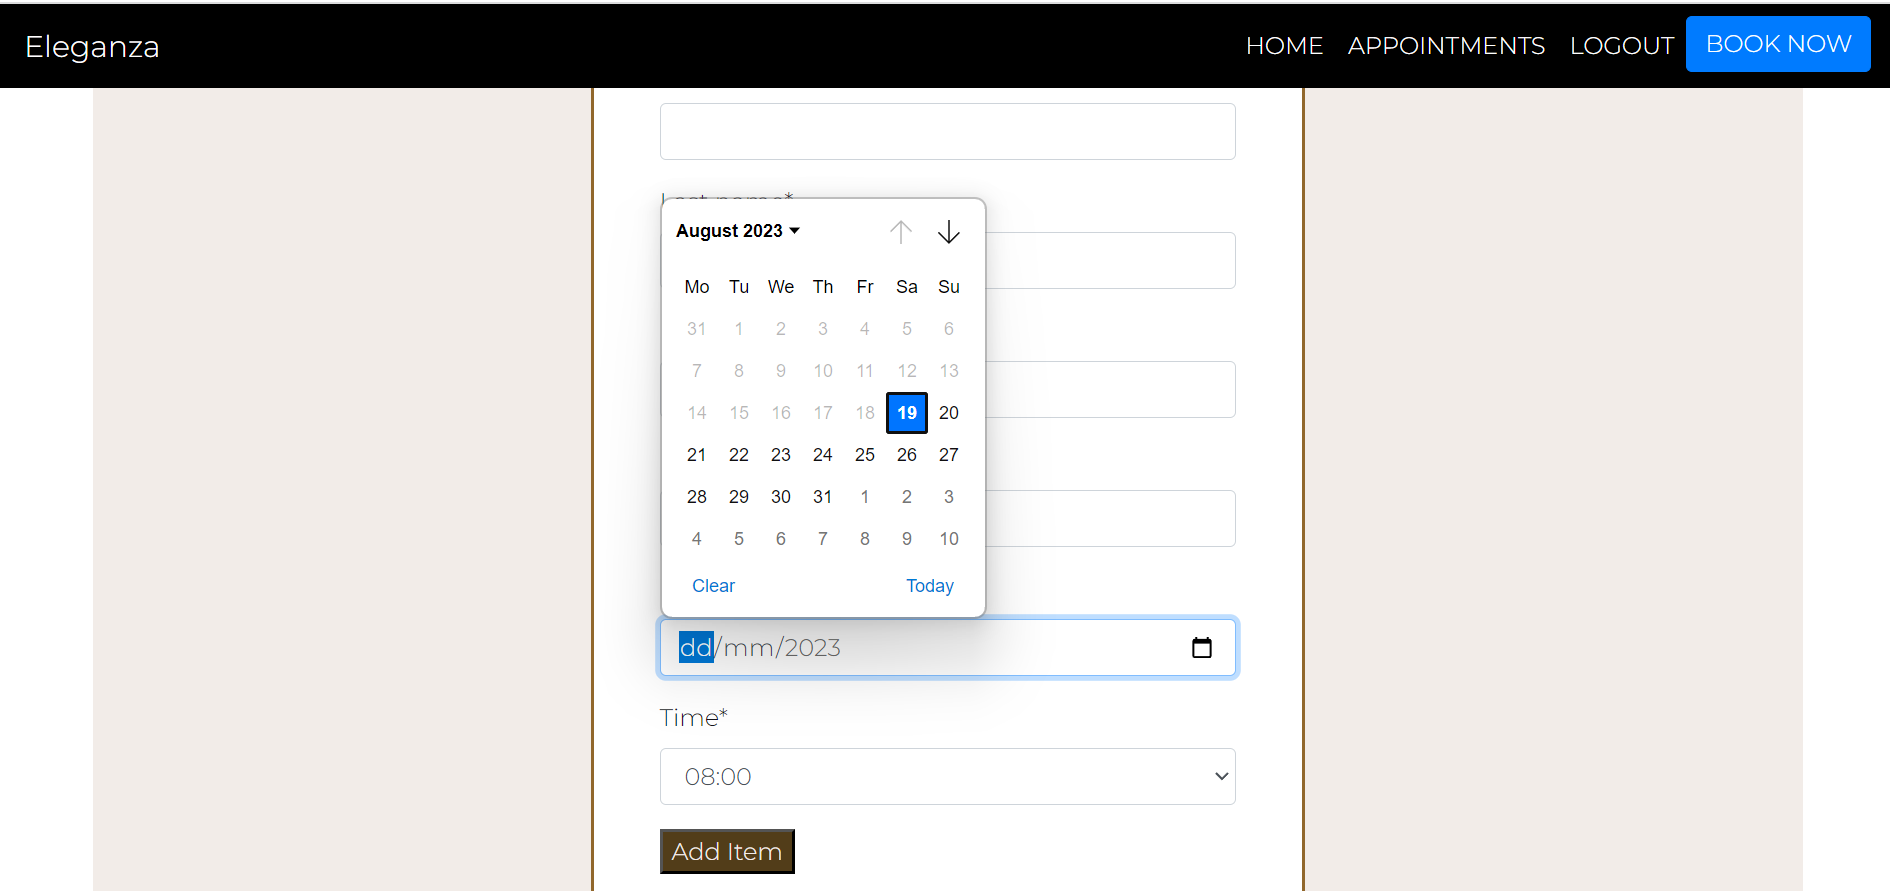 Eleganza
HOME APPOINTMENTS LOGOUT BOOK NOW
Last name*
August 2023
Mo Tu We Th Fr Sa Su
31 1 2 3 4 5 6
7 8 9 10 11 12 13
14 15 16 17 18 19 20
21 22 23 24 25 26 27
28 29 30 31 1 2 3
4 5 6 7 8 9 10
Clear Today
dd/mm/2023
Time*
08:00
Add Item